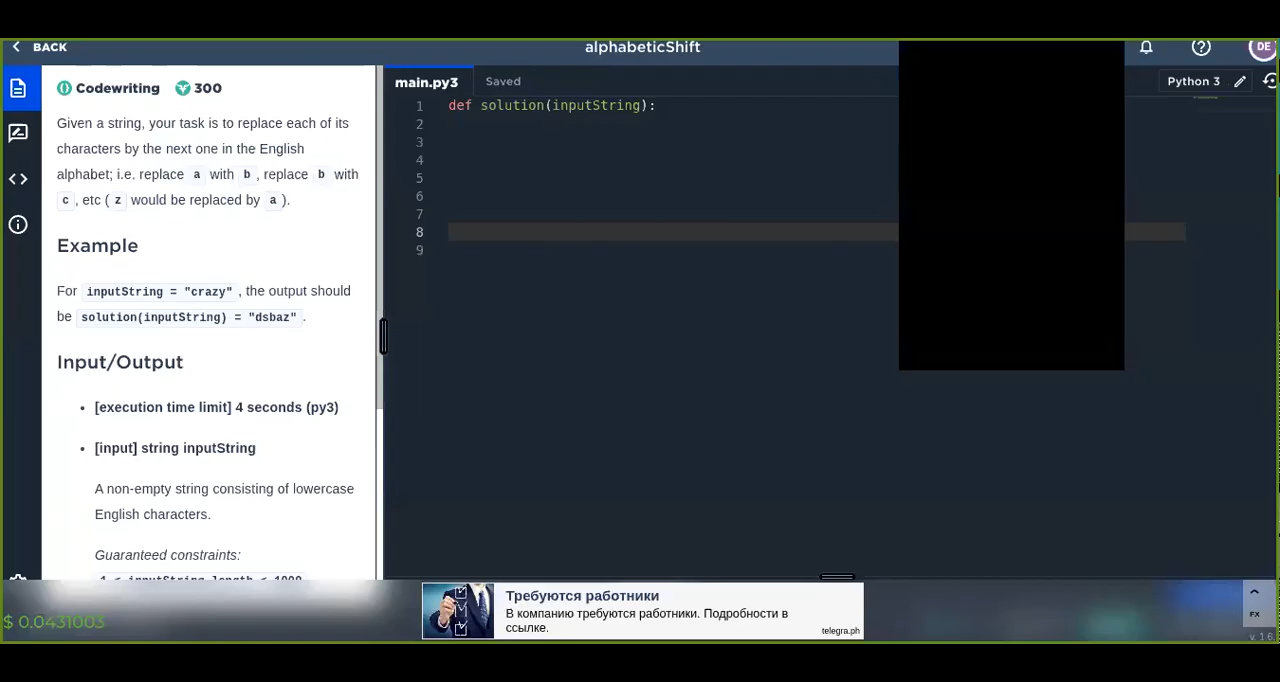 BACK
alphabeticShift
DE
Codewriting 300
main.py3 Saved
Python 3
Given a string, your task is to replace each of its
characters by the next one in the English
alphabet; i.e. replace a with b, replace b with
c, etc (z would be replaced by a).
Example
For inputString = "crazy", the output should
be solution(inputString) = "dsbaz".
Input/Output
• [execution time limit] 4 seconds (py3)
• [input] string inputString
A non-empty string consisting of lowercase
English characters.
Guaranteed constraints:
1 def solution(inputString):
2
3
4
5
6
7
8
9
$ 0.0431003
Требуются работники
В компанию требуются работники. Подробности в
ссылке.
telegra.ph
FX
v. 1.6